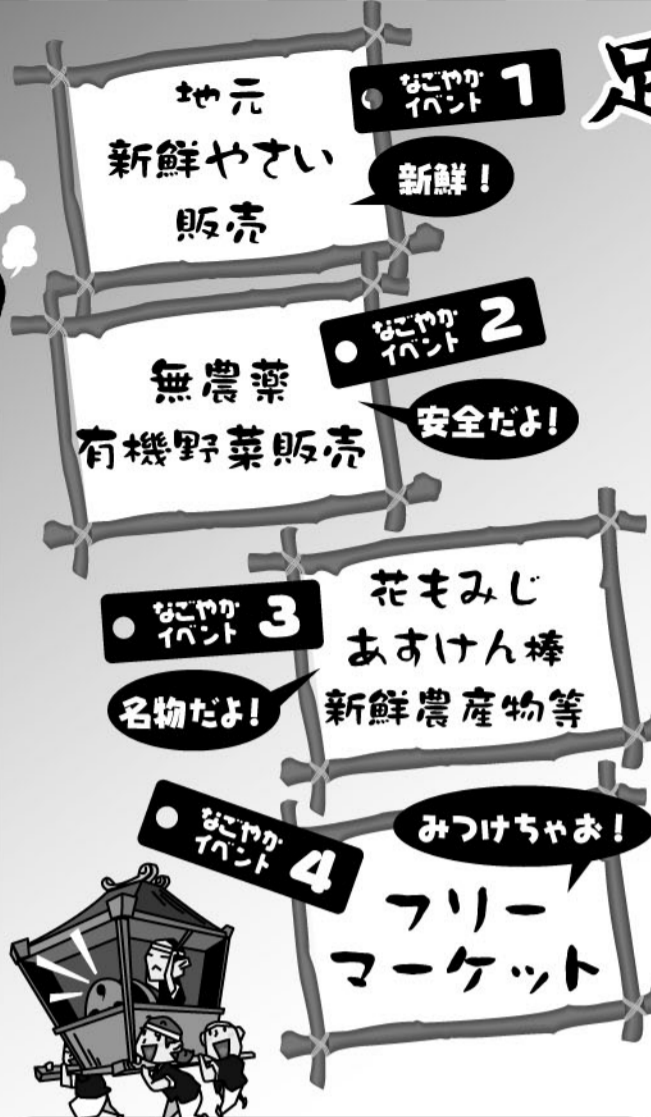 なごやか
イベント 1
地元
新鮮やさい
販売
新鮮！
なごやか
イベント 2
無農薬
有機野菜販売
安全だよ!
なごやか
イベント 3
花もみじ
あすけん棒
新鮮農産物等
名物だよ!
なごやか
イベント 4
みつけちゃお！
フリー
マーケット